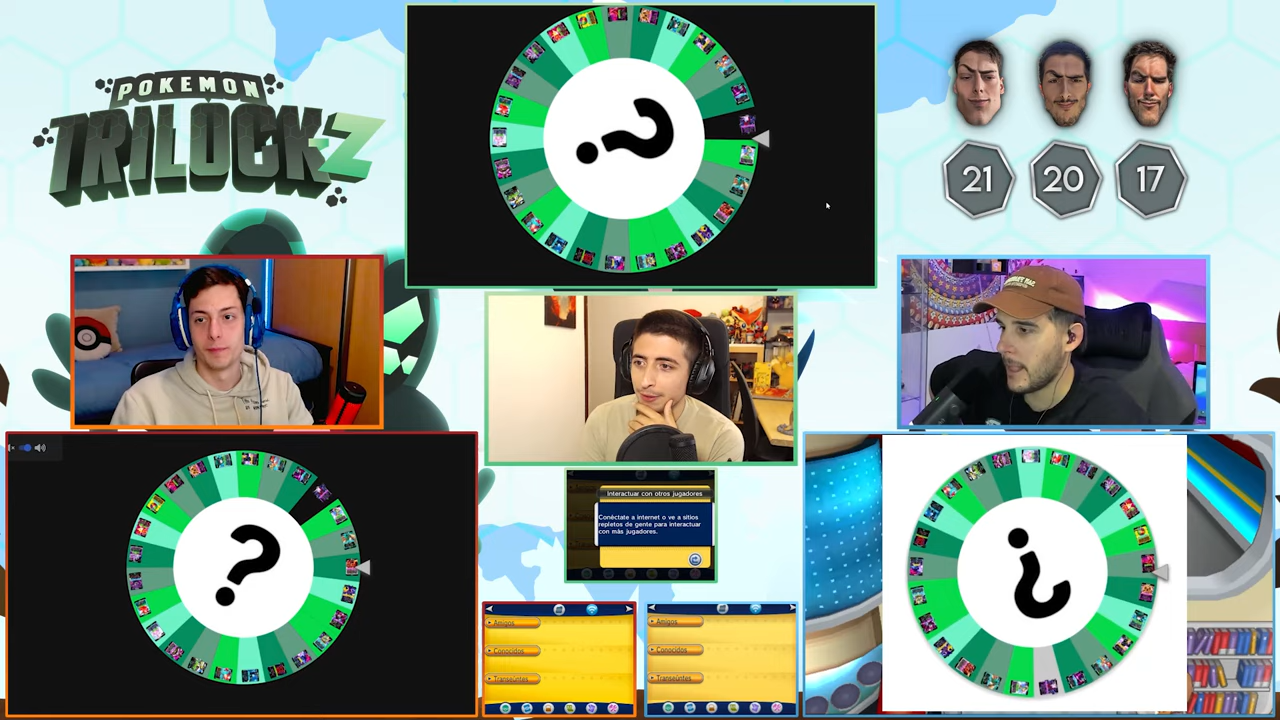 POKEMON
TRILOCK-Z
21
20
17
?
?
?
Interactuar con otros jugadores
Conéctate a Internet o ve a sitios
repletos de gente para interactuar
con más jugadores.
Amigos
Conocidos
Transeúntes
Amigos
Conocidos
Transeúntes